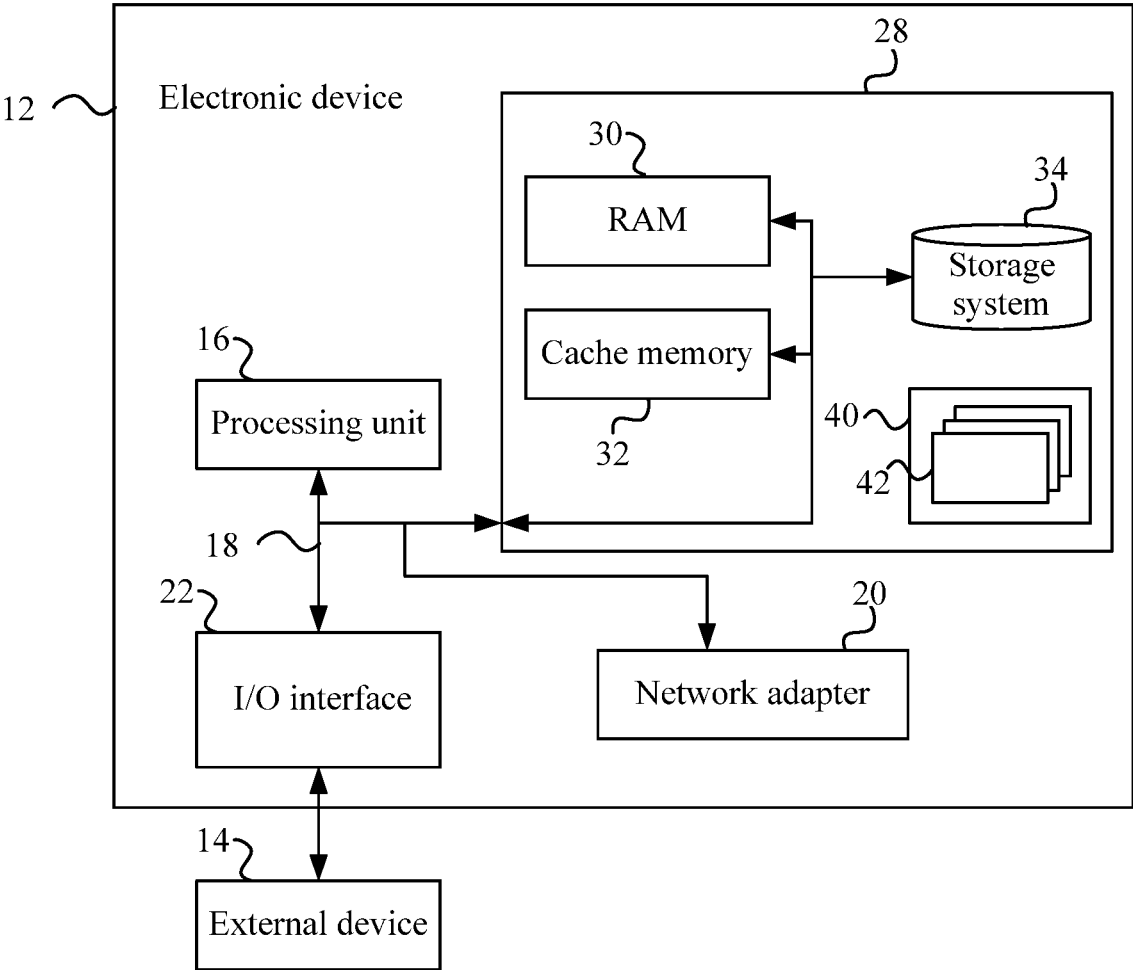 28
12
Electronic device
30
RAM
34
Storage
system
Cache memory
32
16
Processing unit
40
42
18
22
I/O interface
20
Network adapter
14
External device